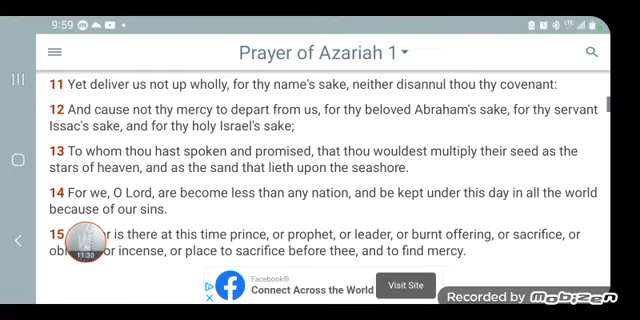 9:59
LTE
Prayer of Azariah 1
11 Yet deliver us not up wholly, for thy name's sake, neither disannul thou thy covenant:
12 And cause not thy mercy to depart from us, for thy beloved Abraham's sake, for thy servant
Issac's sake, and for thy holy Israel's sake;
13 To whom thou hast spoken and promised, that thou wouldest multiply their seed as the
stars of heaven, and as the sand that lieth upon the seashore.
14 For we, O Lord, are become less than any nation, and be kept under this day in all the world
because of our sins.
15 is there at this time prince, or prophet, or leader, or burnt offering, or sacrifice, or
or incense, or place to sacrifice before thee, and to find mercy.
11:30
Facebook®
Connect Across the World
Visit Site
Recorded by Mobizen